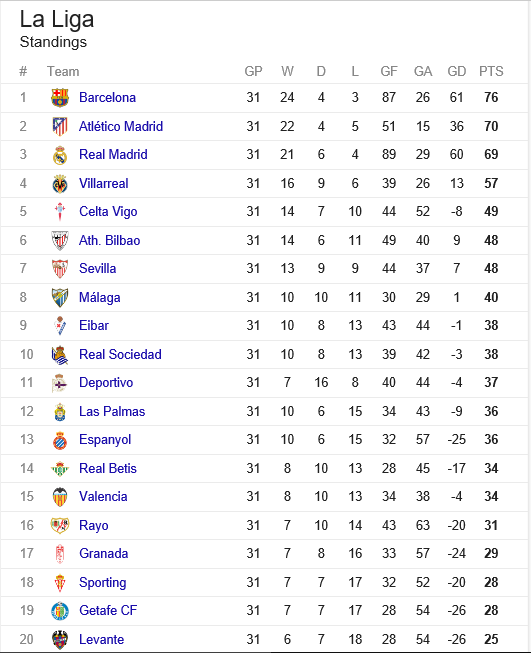 La Liga
Standings
# Team GP W D L GF GA GD PTS
1 Barcelona 31 24 4 3 87 26 61 76
2 Atlético Madrid 31 22 4 5 51 15 36 70
3 Real Madrid 31 21 6 4 89 29 60 69
4 Villarreal 31 16 9 6 39 26 13 57
5 Celta Vigo 31 14 7 10 44 52 -8 49
6 Ath. Bilbao 31 14 6 11 49 40 9 48
7 Sevilla 31 13 9 9 44 37 7 48
8 Málaga 31 10 10 11 30 29 1 40
9 Eibar 31 10 8 13 43 44 -1 38
10 Real Sociedad 31 10 8 13 39 42 -3 38
11 Deportivo 31 7 16 8 40 44 -4 37
12 Las Palmas 31 10 6 15 34 43 -9 36
13 Espanyol 31 10 6 15 32 57 -25 36
14 Real Betis 31 8 10 13 28 45 -17 34
15 Valencia 31 8 10 13 34 38 -4 34
16 Rayo 31 7 10 14 43 63 -20 31
17 Granada 31 7 8 16 33 57 -24 29
18 Sporting 31 7 7 17 32 52 -20 28
19 Getafe CF 31 7 7 17 28 54 -26 28
20 Levante 31 6 7 18 28 54 -26 25